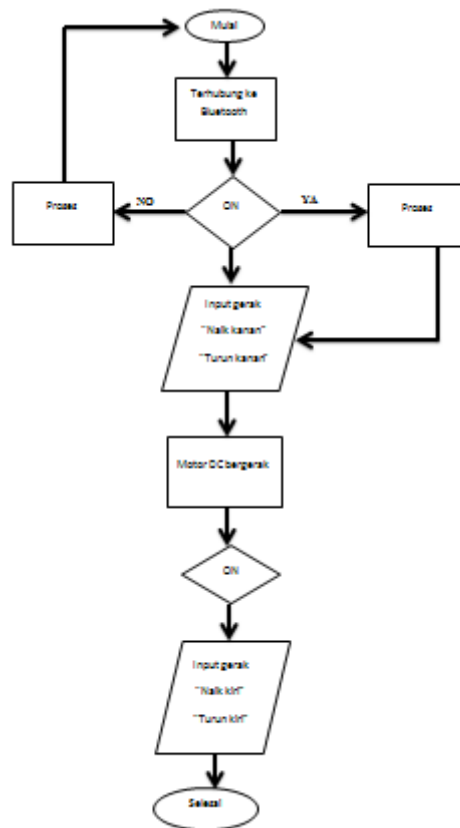 Mulai
Terhubung ke
Bluetooth
Proses
NO
ON
YA
Proses
Input gerak
"Naik kanan"
"Turun kanan"
Motor DC bergerak
ON
Input gerak
"Naik kiri"
"Turun kiri"
Selesai